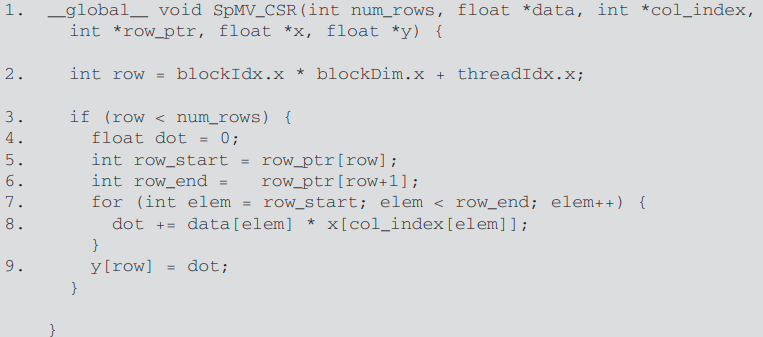 1. __global__ void SpMV_CSR(int num_rows, float *data, int *col_index,
int *row_ptr, float *x, float *y) {
2. int row = blockIdx.x * blockDim.x + threadIdx.x;
3. if (row < num_rows) {
4. float dot = 0;
5. int row_start = row_ptr[row];
6. int row_end = row_ptr[row+1];
7. for (int elem = row_start; elem < row_end; elem++) {
8. dot += data[elem] * x[col_index[elem]];
}
9. y[row] = dot;
}
}